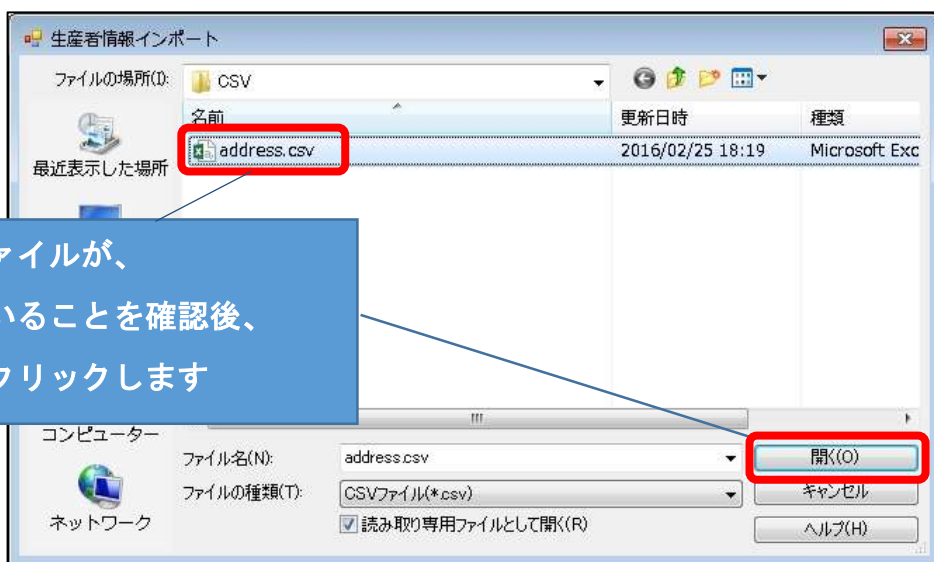 生産者情報インポート
ファイルの場所(I):
CSV
名前
更新日時
種類
address.csv
2016/02/25 18:19
Microsoft Exc
最近表示した場所
ァイルが、
いることを確認後、
クリックします
コンピューター
ネットワーク
ファイル名(N):
address.csv
開く(O)
ファイルの種類(T):
CSVファイル(*.csv)
キャンセル
読み取り専用ファイルとして開く(R)
ヘルプ(H)